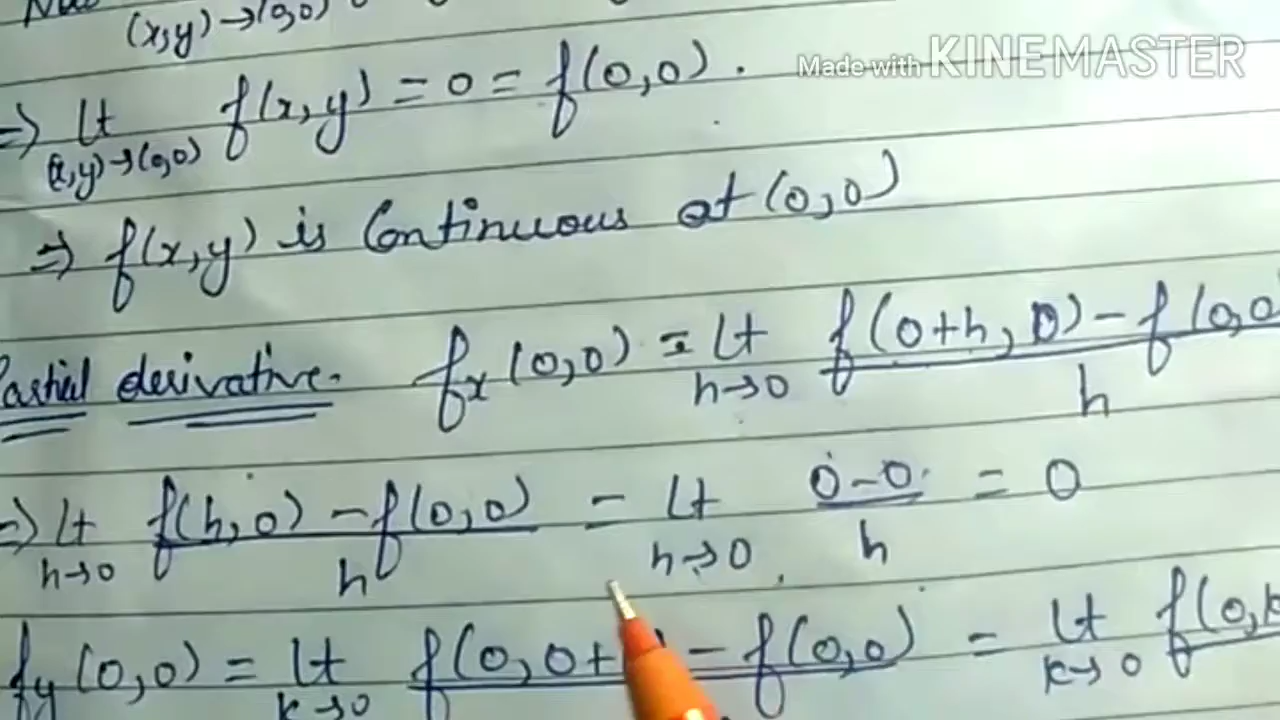 (x,y)→(0,0)
Made with KINEMASTER
⇒ lt f(x,y) = 0 = f(0,0).
(x,y)→(0,0)
⇒ f(x,y) is Continuous at (0,0)
Partial derivative. fx(0,0) = lt f(0+h, 0) - f(0,0
h→0 h
⇒ lt f(h,0) - f(0,0) = lt 0-0 = 0
h→0 h h→0 h
fy(0,0) = lt f(0,0+ ) - f(0,0) = lt f(0,k
k→0 k→0